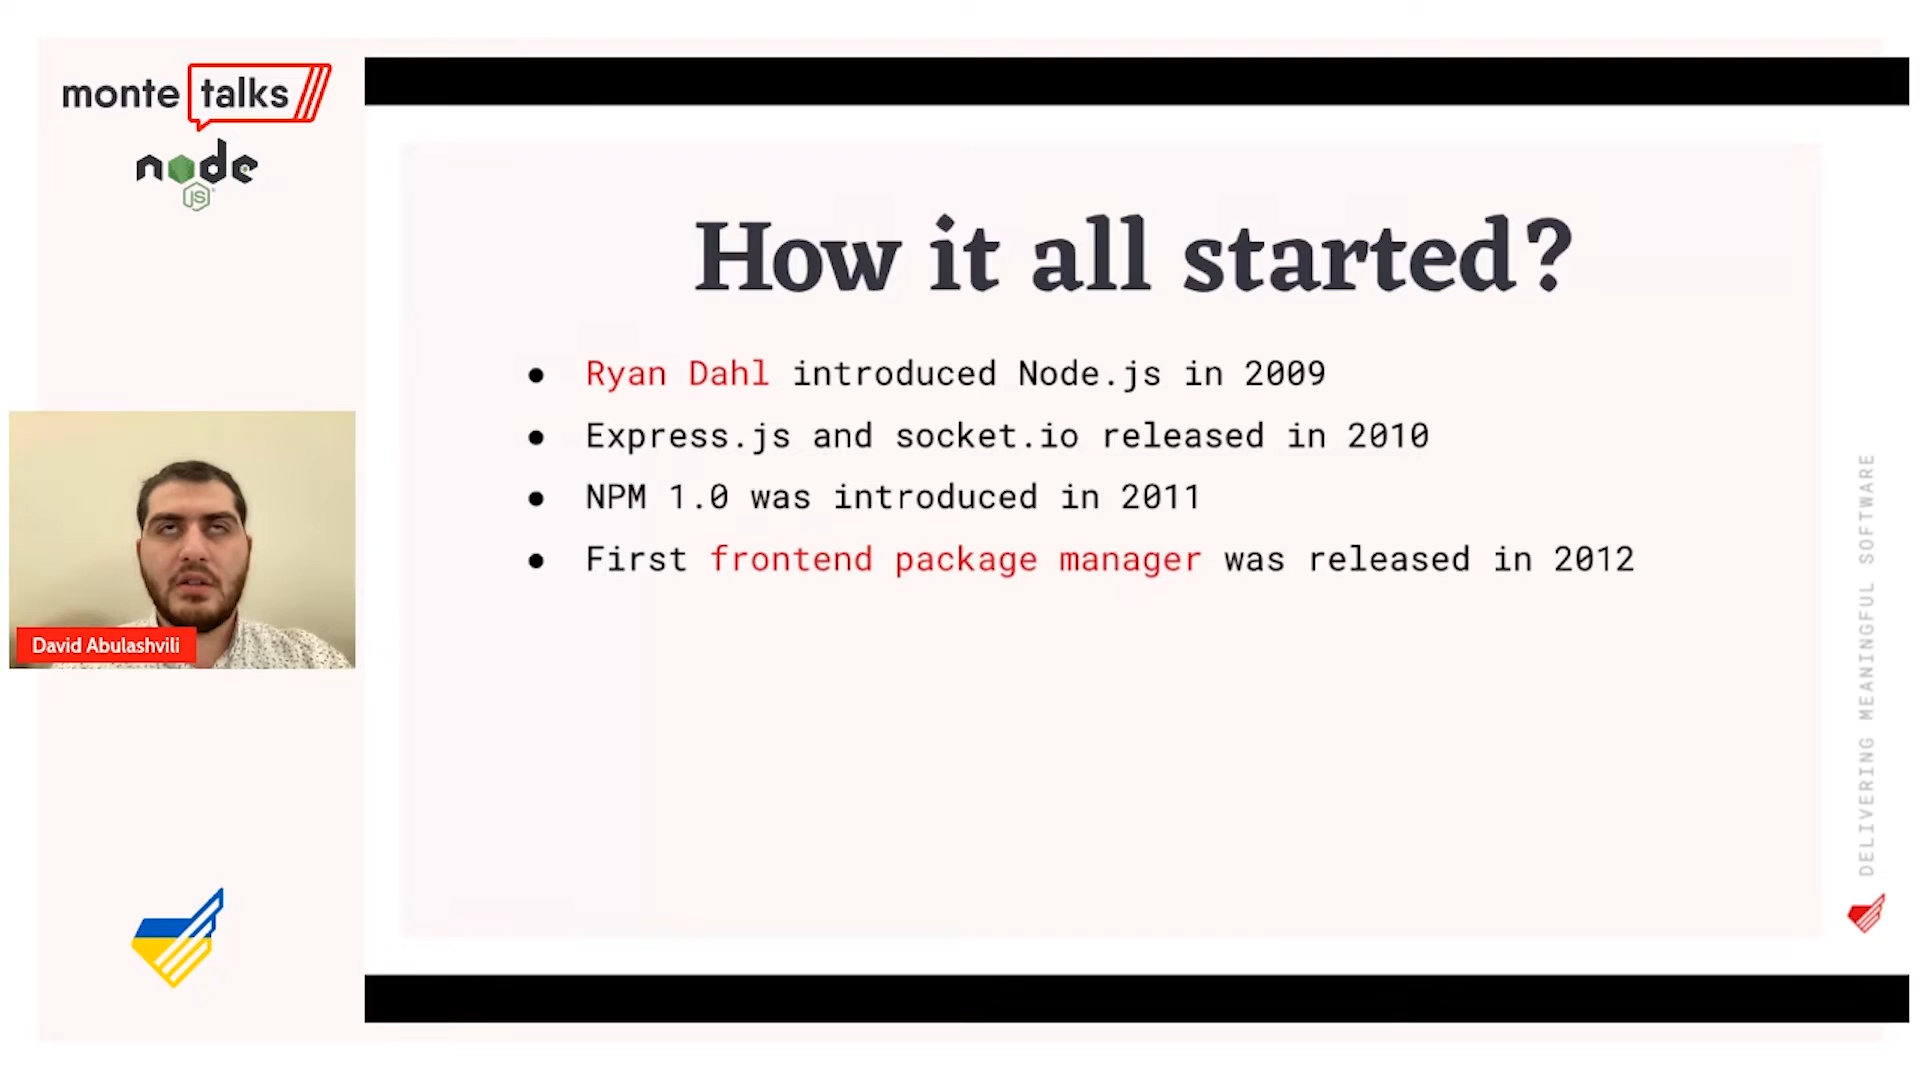 monte talks
node
JS
How it all started?
● Ryan Dahl introduced Node.js in 2009
● Express.js and socket.io released in 2010
● NPM 1.0 was introduced in 2011
● First frontend package manager was released in 2012
David Abulashvili
DELIVERING MEANINGFUL SOFTWARE